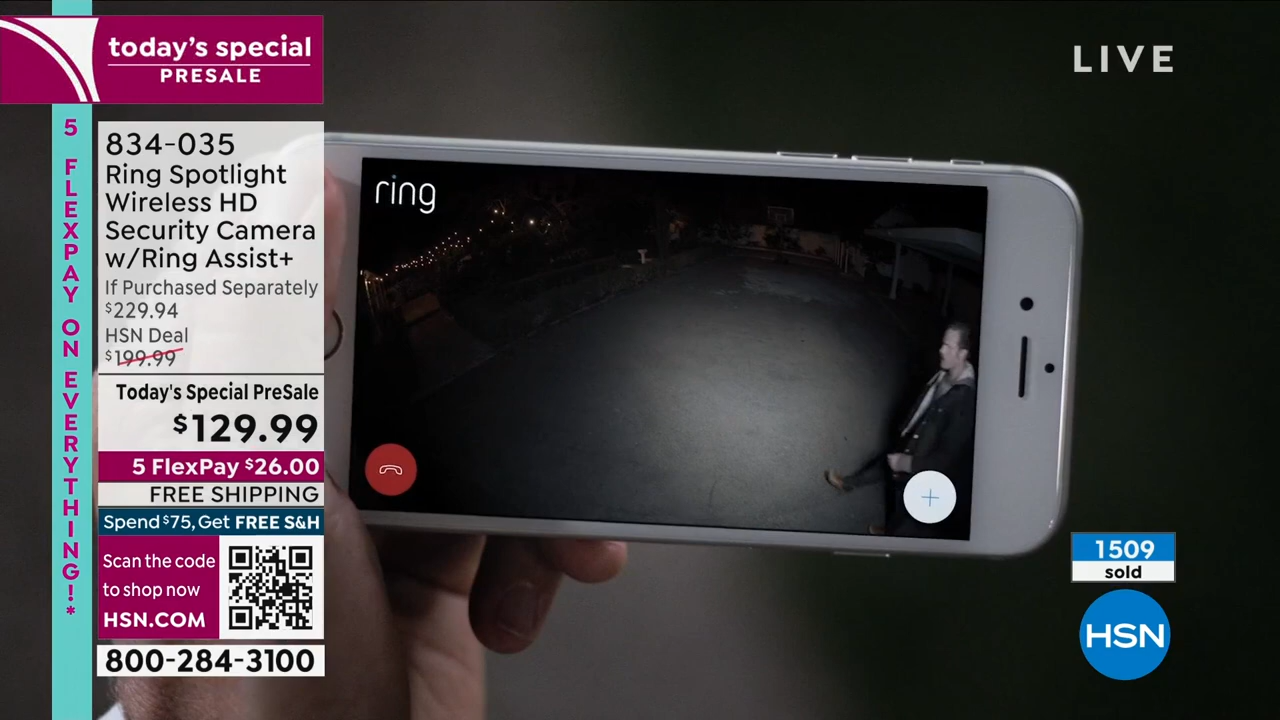 today's special
PRESALE
LIVE
5 FLEXPAY ON EVERYTHING!*
834-035
Ring Spotlight
Wireless HD
Security Camera
w/Ring Assist+
If Purchased Separately
$229.94
HSN Deal
$199.99
Today's Special PreSale
$129.99
5 FlexPay $26.00
FREE SHIPPING
Spend $75, Get FREE S&H
Scan the code
to shop now
HSN.COM
800-284-3100
ring
1509
sold
HSN